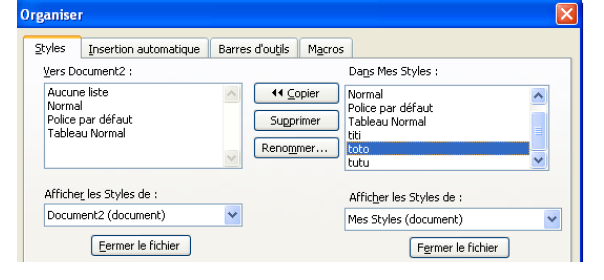 Organiser
Styles Insertion automatique Barres d'outils Macros
Vers Document2 :
Aucune liste
Normal
Police par défaut
Tableau Normal
Copier
Supprimer
Renommer...
Dans Mes Styles :
Normal
Police par défaut
Tableau Normal
titi
toto
tutu
Afficher les Styles de :
Document2 (document)
Fermer le fichier
Afficher les Styles de :
Mes Styles (document)
Fermer le fichier